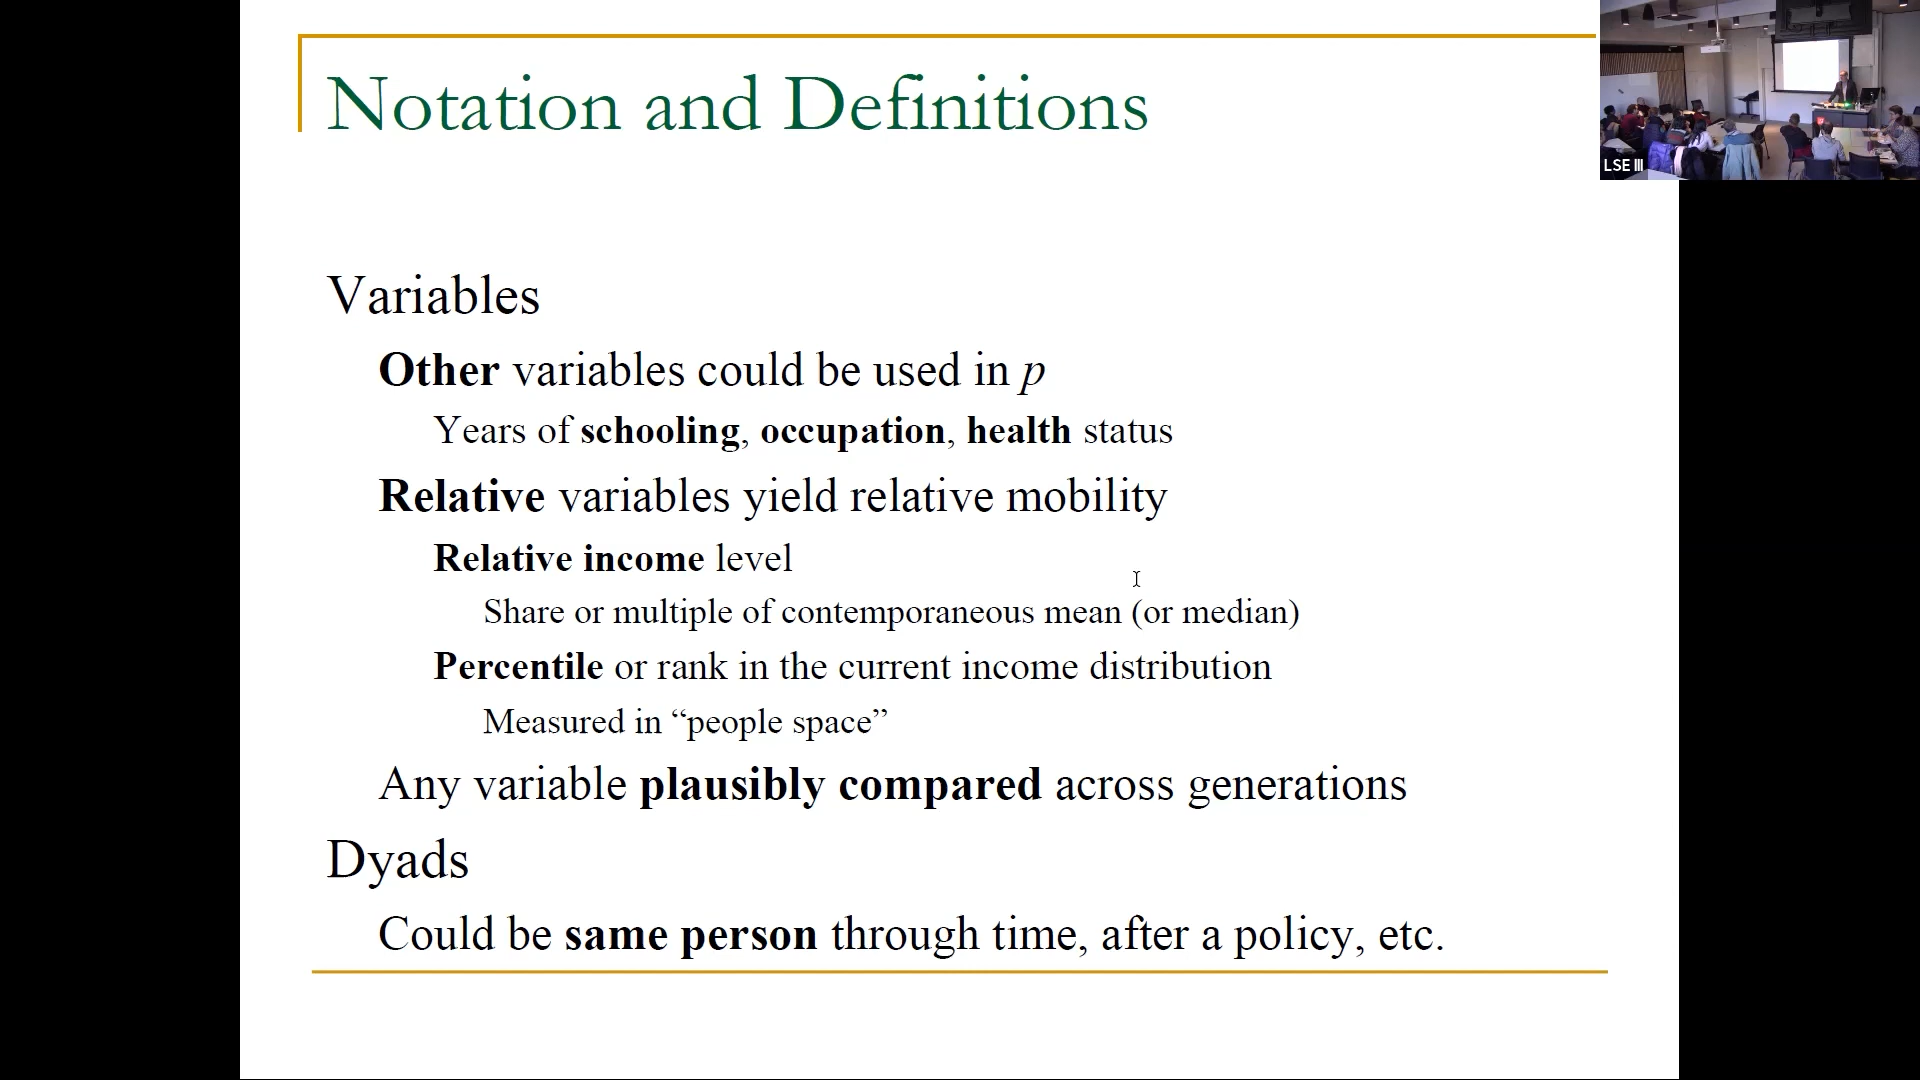 Notation and Definitions
LSE III
Variables
Other variables could be used in p
Years of schooling, occupation, health status
Relative variables yield relative mobility
Relative income level
Share or multiple of contemporaneous mean (or median)
Percentile or rank in the current income distribution
Measured in “people space”
Any variable plausibly compared across generations
Dyads
Could be same person through time, after a policy, etc.